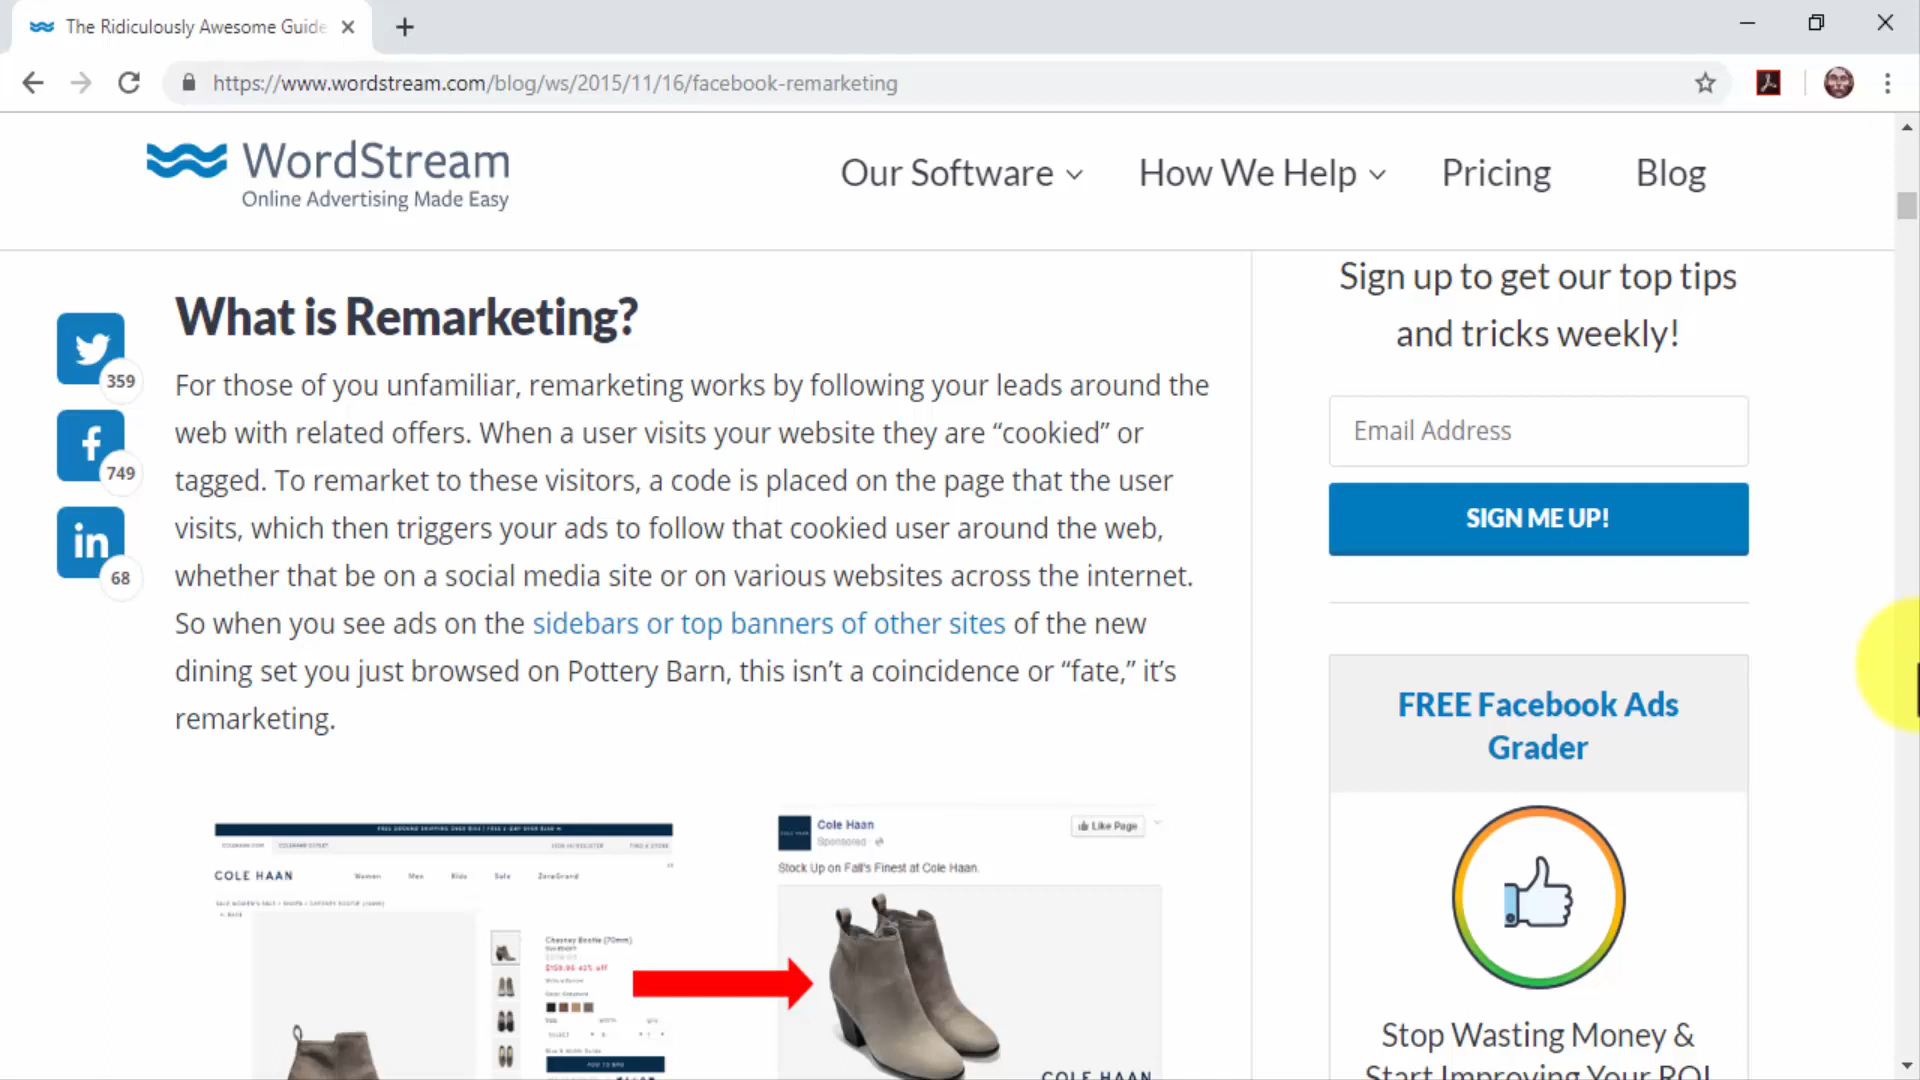 The Ridiculously Awesome Guide
https://www.wordstream.com/blog/ws/2015/11/16/facebook-remarketing
WordStream
Online Advertising Made Easy
Our Software
How We Help
Pricing
Blog
359
749
in
68
What is Remarketing?
For those of you unfamiliar, remarketing works by following your leads around the
web with related offers. When a user visits your website they are “cookied” or
tagged. To remarket to these visitors, a code is placed on the page that the user
visits, which then triggers your ads to follow that cookied user around the web,
whether that be on a social media site or on various websites across the internet.
So when you see ads on the sidebars or top banners of other sites of the new
dining set you just browsed on Pottery Barn, this isn’t a coincidence or “fate,” it’s
remarketing.
COLE HAAN
Women
Men
Kids
Sale
ZeroGrand
Chesney Bootie (70mm)
ADD TO BAG
Cole Haan
Sponsored
Like Page
Stock Up on Fall's Finest at Cole Haan.
COLE HAAN
Sign up to get our top tips
and tricks weekly!
Email Address
SIGN ME UP!
FREE Facebook Ads
Grader
Stop Wasting Money &
Start Improving Your ROI